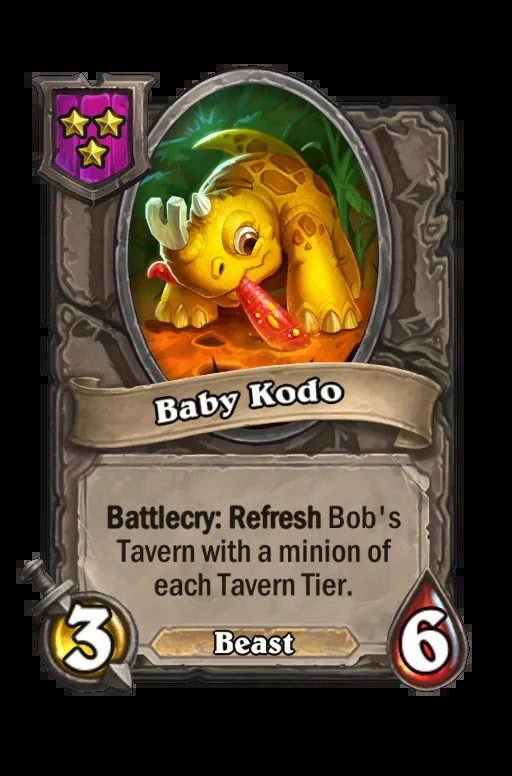 Baby Kodo
Battlecry: Refresh Bob's
Tavern with a minion of
each Tavern Tier.
3
Beast
6